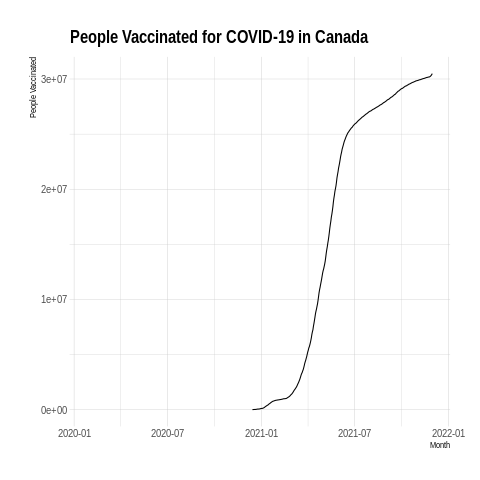 People Vaccinated for COVID-19 in Canada
People Vaccinated
3e+07
2e+07
1e+07
0e+00
2020-01 2020-07 2021-01 2021-07 2022-01
Month